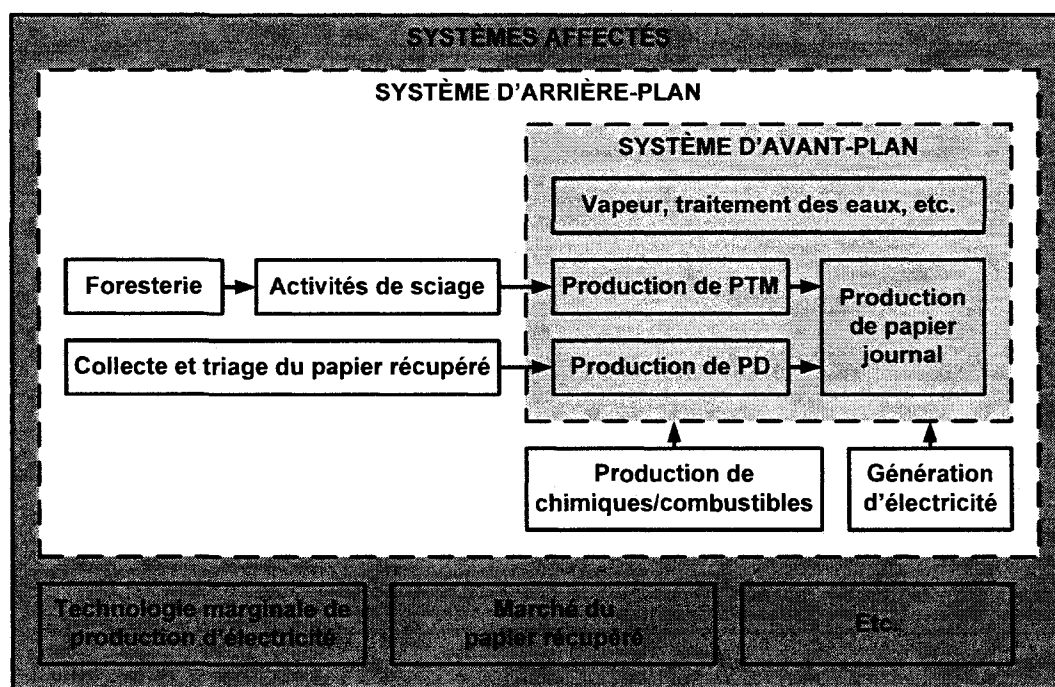 SYSTÈMES AFFECTÉS
SYSTÈME D'ARRIÈRE-PLAN
SYSTÈME D'AVANT-PLAN
Vapeur, traitement des eaux, etc.
Foresterie
Activités de sciage
Production de PTM
Production
de papier
journal
Collecte et triage du papier récupéré
Production de PD
Production de
chimiques/combustibles
Génération
d'électricité
Technologie marginale de
production d'électricité
Marché du
papier récupéré
Etc.